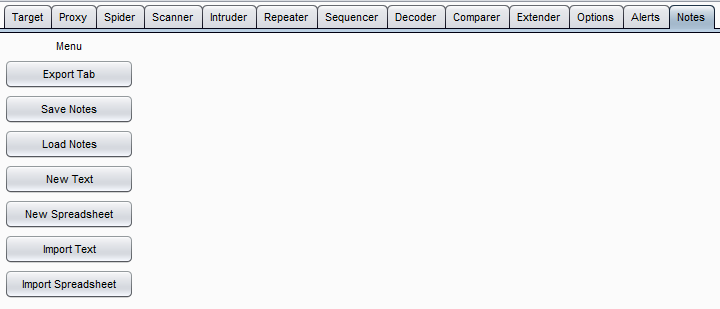 Target Proxy Spider Scanner Intruder Repeater Sequencer Decoder Comparer Extender Options Alerts Notes
Menu
Export Tab
Save Notes
Load Notes
New Text
New Spreadsheet
Import Text
Import Spreadsheet